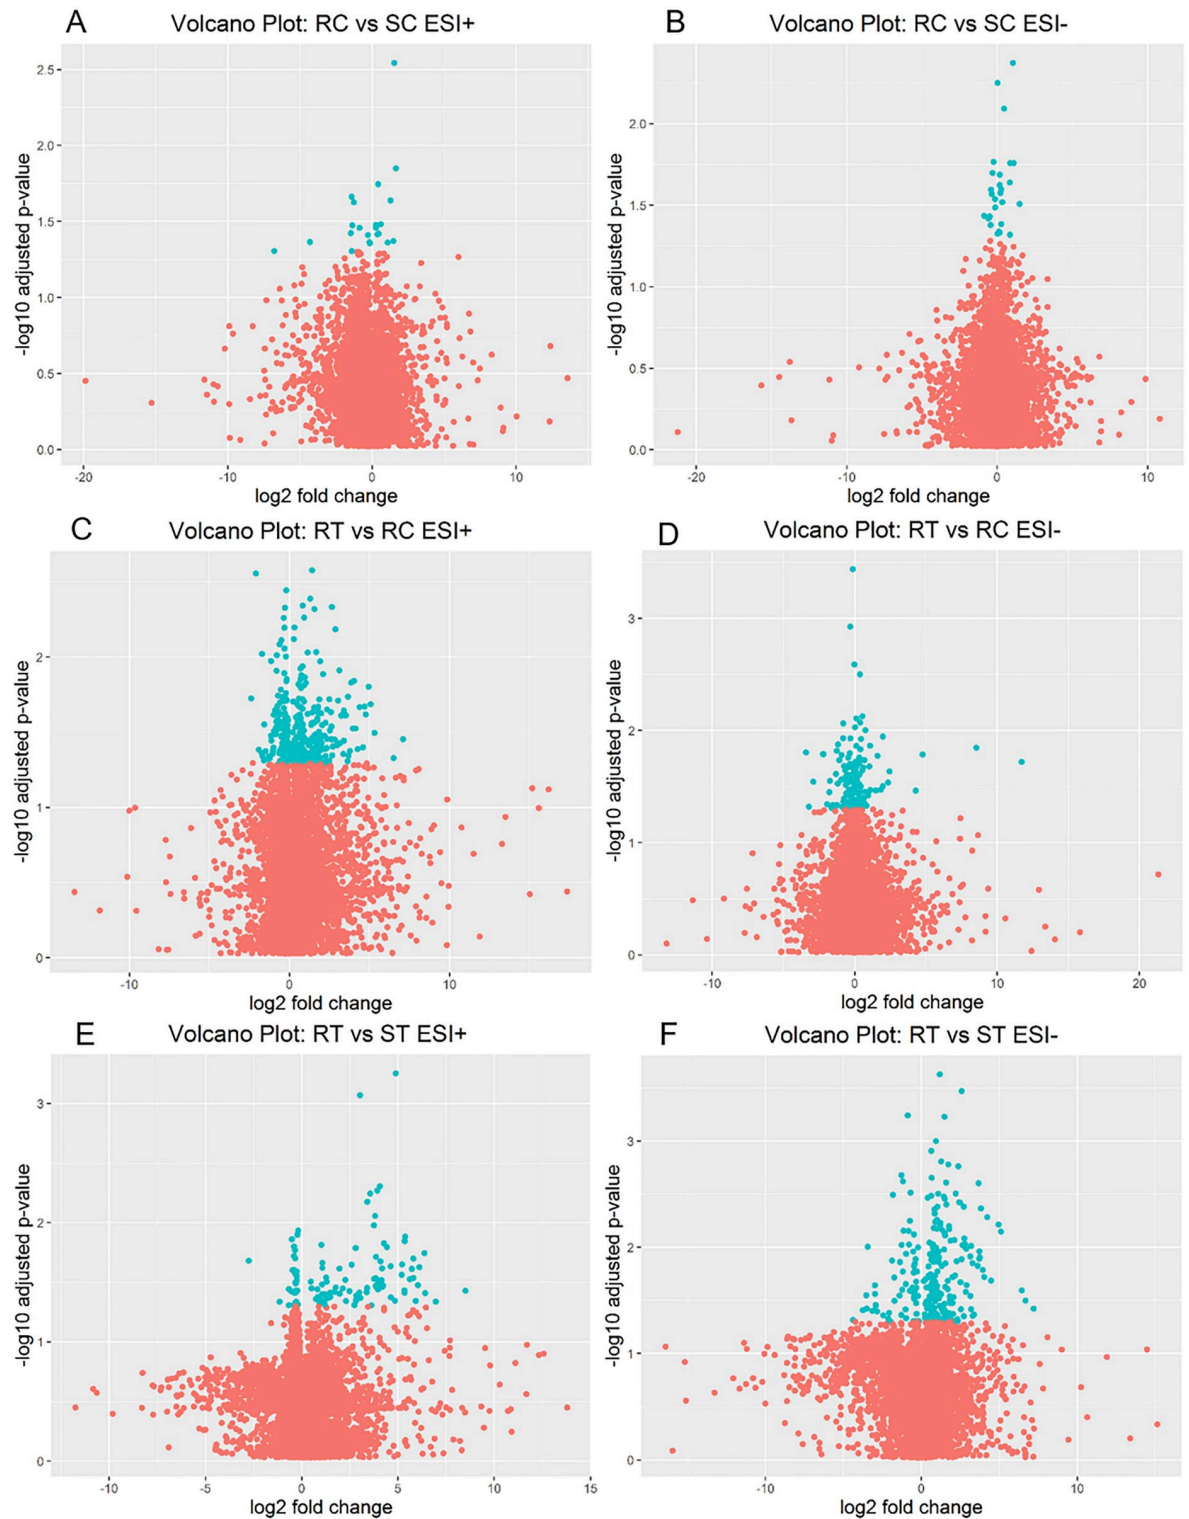 A
Volcano Plot: RC vs SC ESI+
2.5
2.0
1.5
1.0
0.5
0.0
-log10 adjusted p-value
-20
-10
0
10
log2 fold change
B
Volcano Plot: RC vs SC ESI-
2.0
1.5
1.0
0.5
0.0
-log10 adjusted p-value
-20
-10
0
10
log2 fold change
C
Volcano Plot: RT vs RC ESI+
2
1
0
-log10 adjusted p-value
-10
0
10
log2 fold change
D
Volcano Plot: RT vs RC ESI-
3
2
1
0
-log10 adjusted p-value
-10
0
10
20
log2 fold change
E
Volcano Plot: RT vs ST ESI+
3
2
1
0
-log10 adjusted p-value
-10
-5
0
5
10
15
log2 fold change
F
Volcano Plot: RT vs ST ESI-
3
2
1
0
-log10 adjusted p-value
-10
0
10
log2 fold change